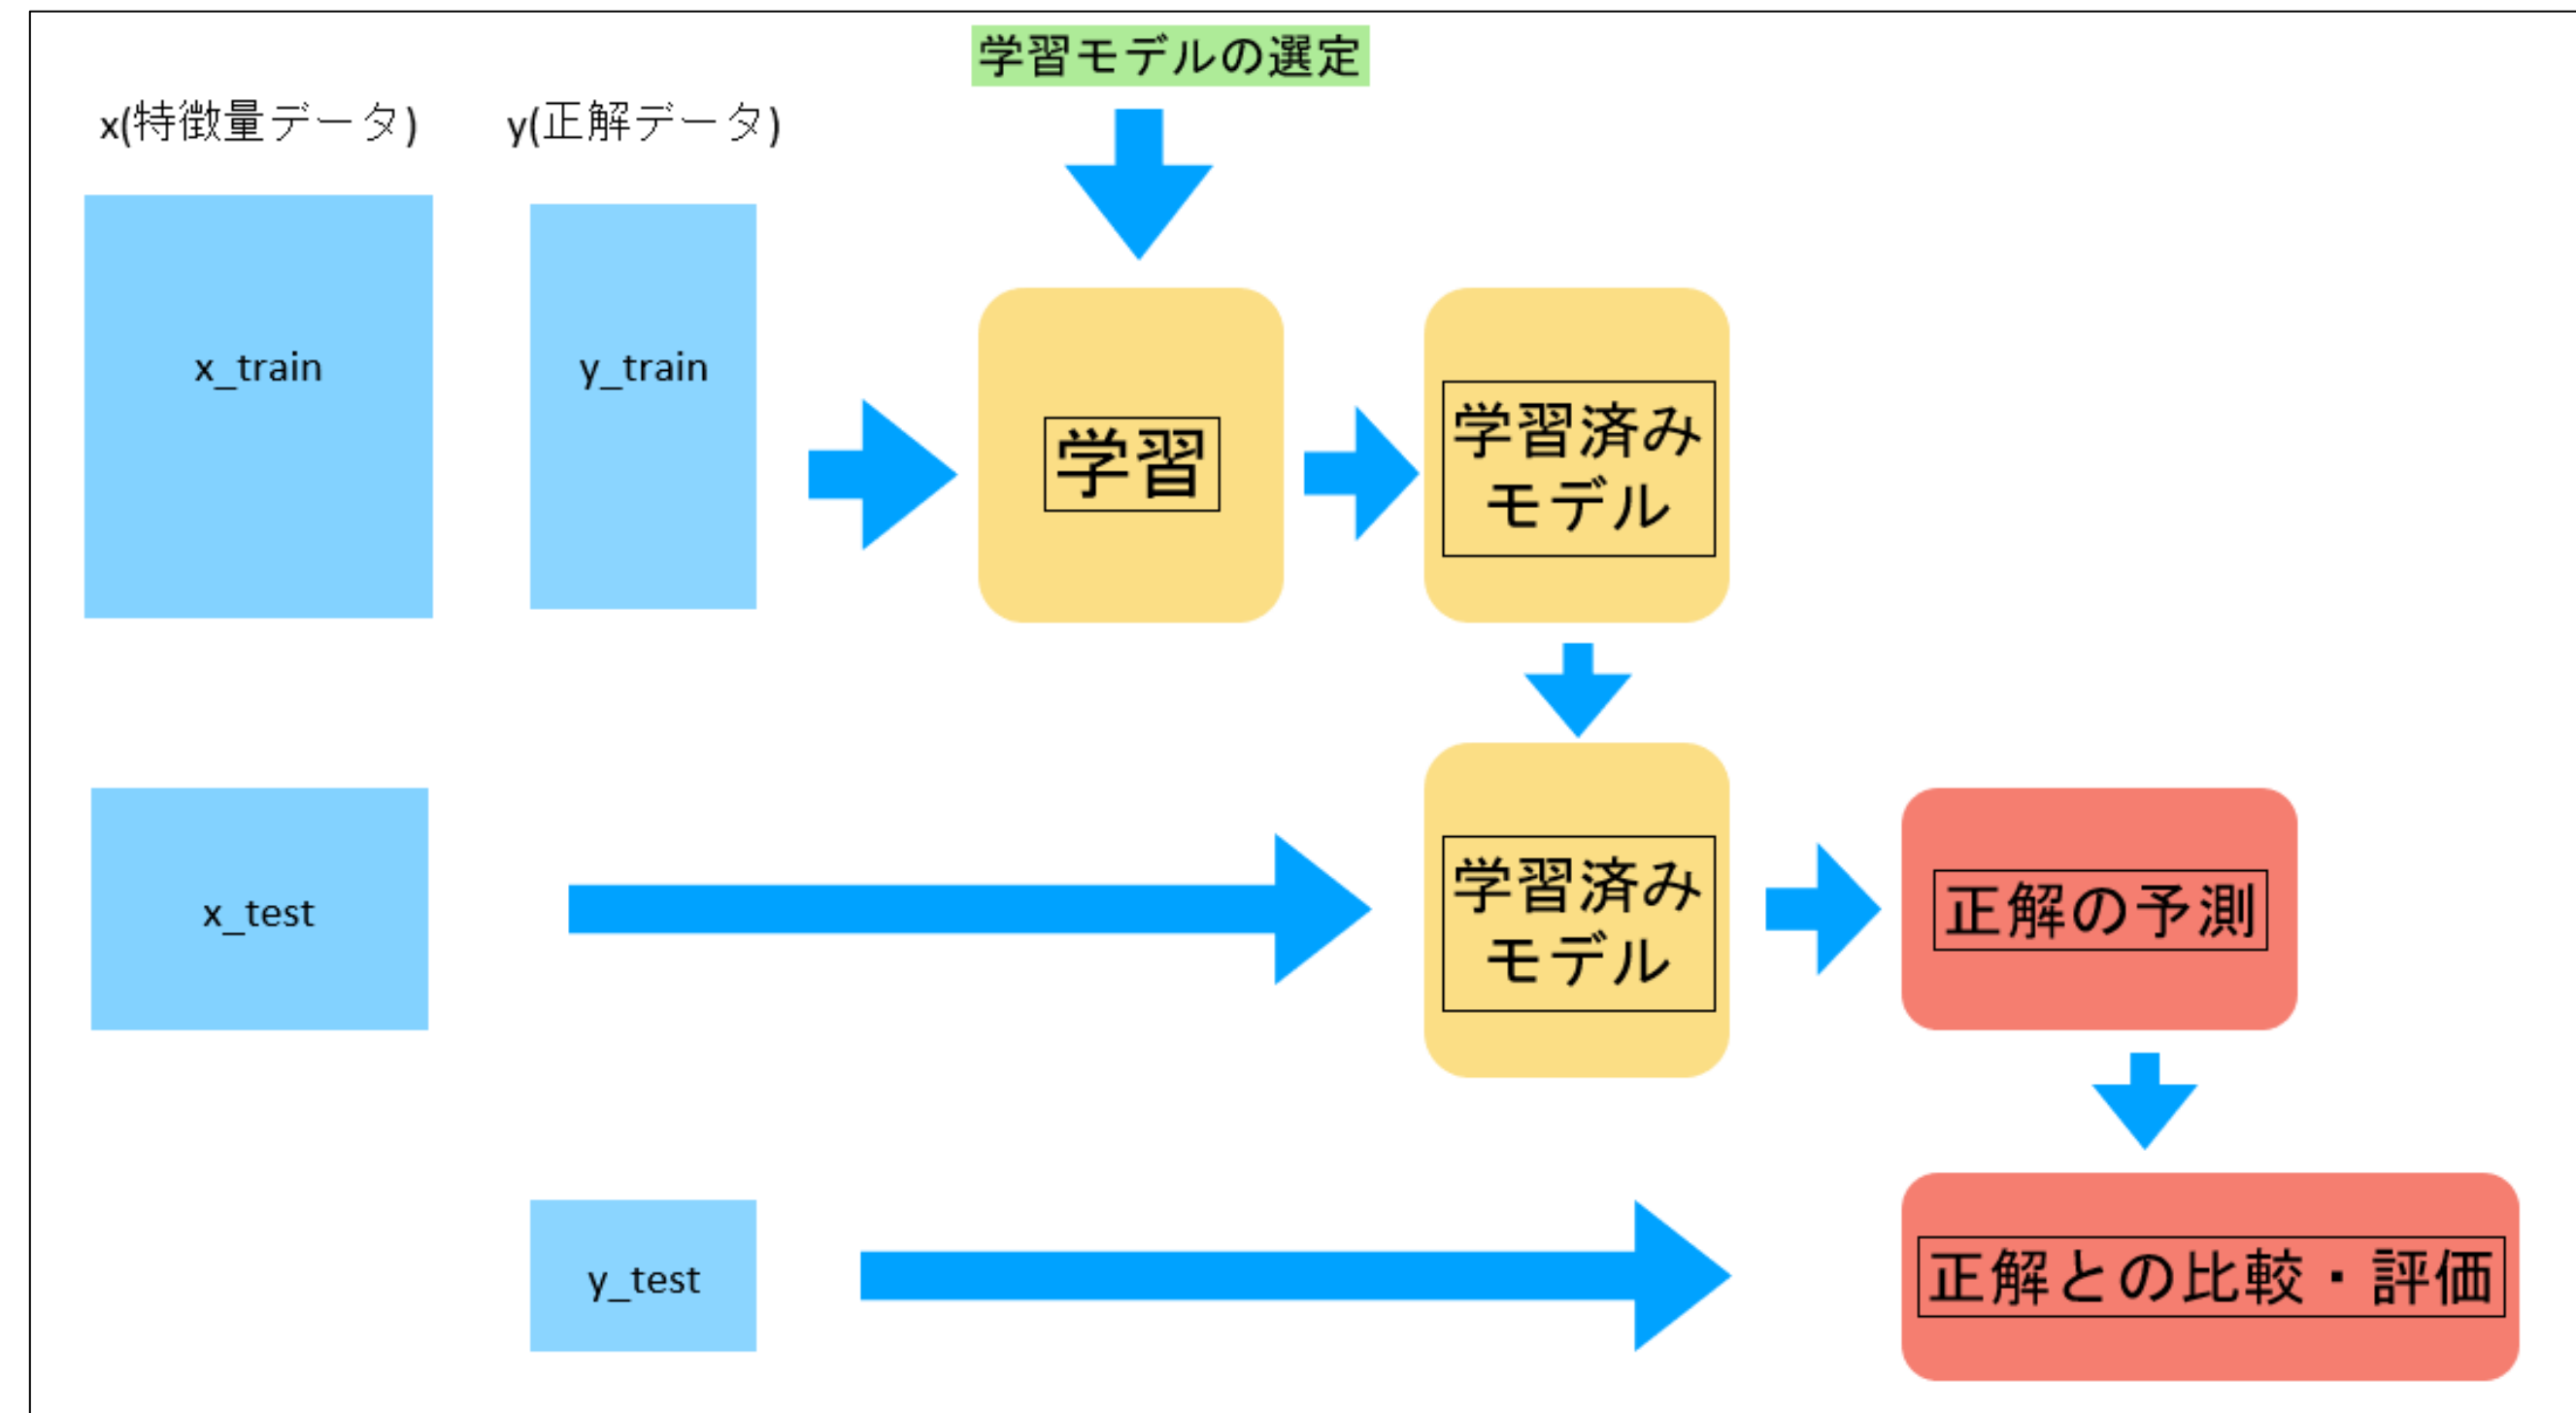 学習モデルの選定
x(特徴量データ)
y(正解データ)
x_train
y_train
学習
学習済み
モデル
x_test
学習済み
モデル
正解の予測
y_test
正解との比較・評価